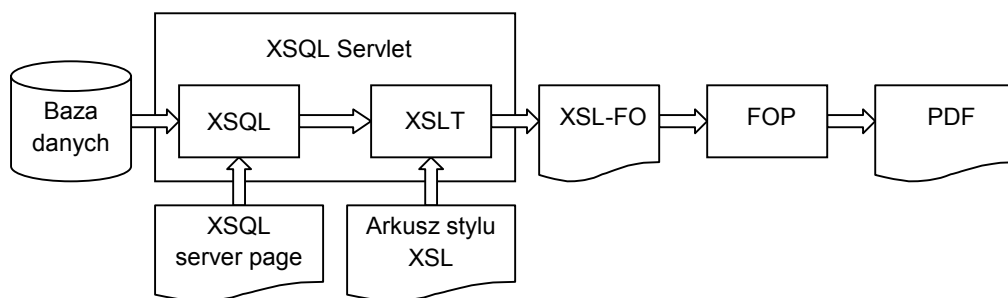 XSQL Servlet
Baza
danych
XSQL
XSLT
XSL-FO
FOP
PDF
XSQL
server page
Arkusz stylu
XSL